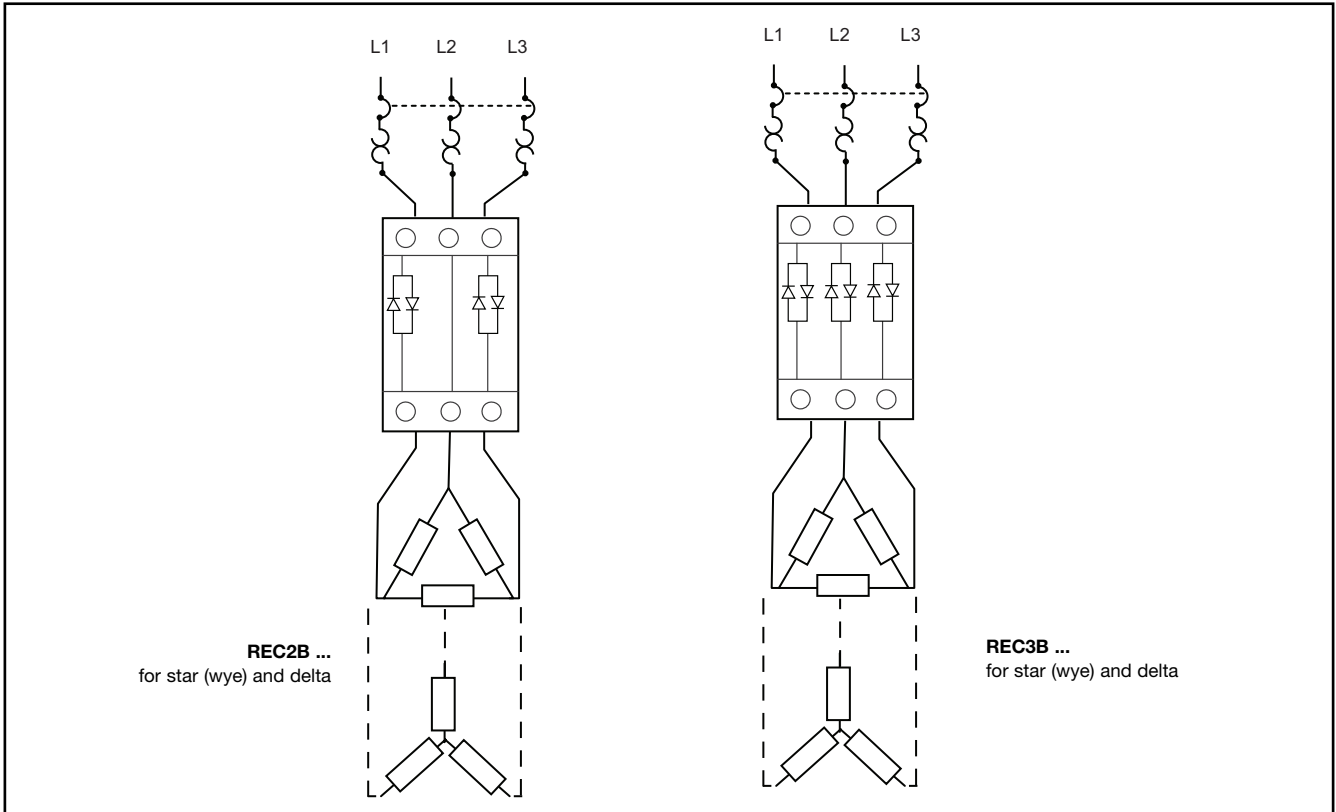 L1 L2 L3
L1 L2 L3
REC2B ...
for star (wye) and delta
REC3B ...
for star (wye) and delta